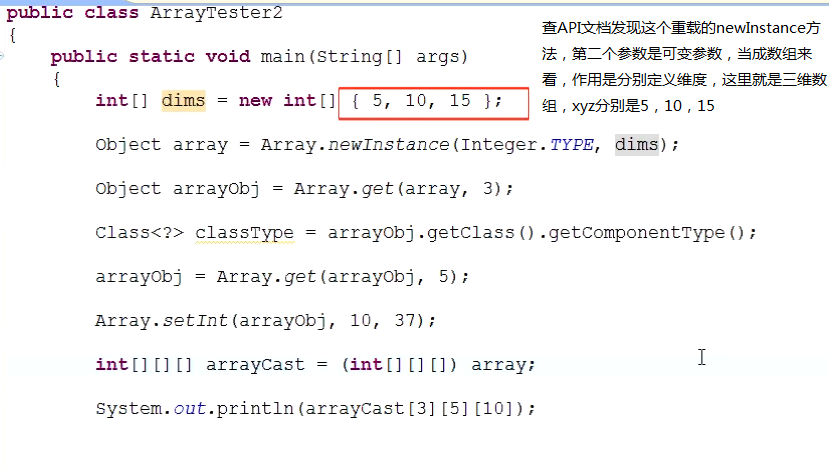 public class ArrayTester2
{
public static void main(String[] args)
{
int[] dims = new int[] { 5, 10, 15 };
Object array = Array.newInstance(Integer.TYPE, dims);
Object arrayObj = Array.get(array, 3);
Class<?> classType = arrayObj.getClass().getComponentType();
arrayObj = Array.get(arrayObj, 5);
Array.setInt(arrayObj, 10, 37);
int[][][] arrayCast = (int[][][]) array;
System.out.println(arrayCast[3][5][10]);
查API文档发现这个重载的newInstance方
法，第二个参数是可变参数，当成数组来
看，作用是分别定义维度，这里就是三维数
组，xyz分别是5，10，15